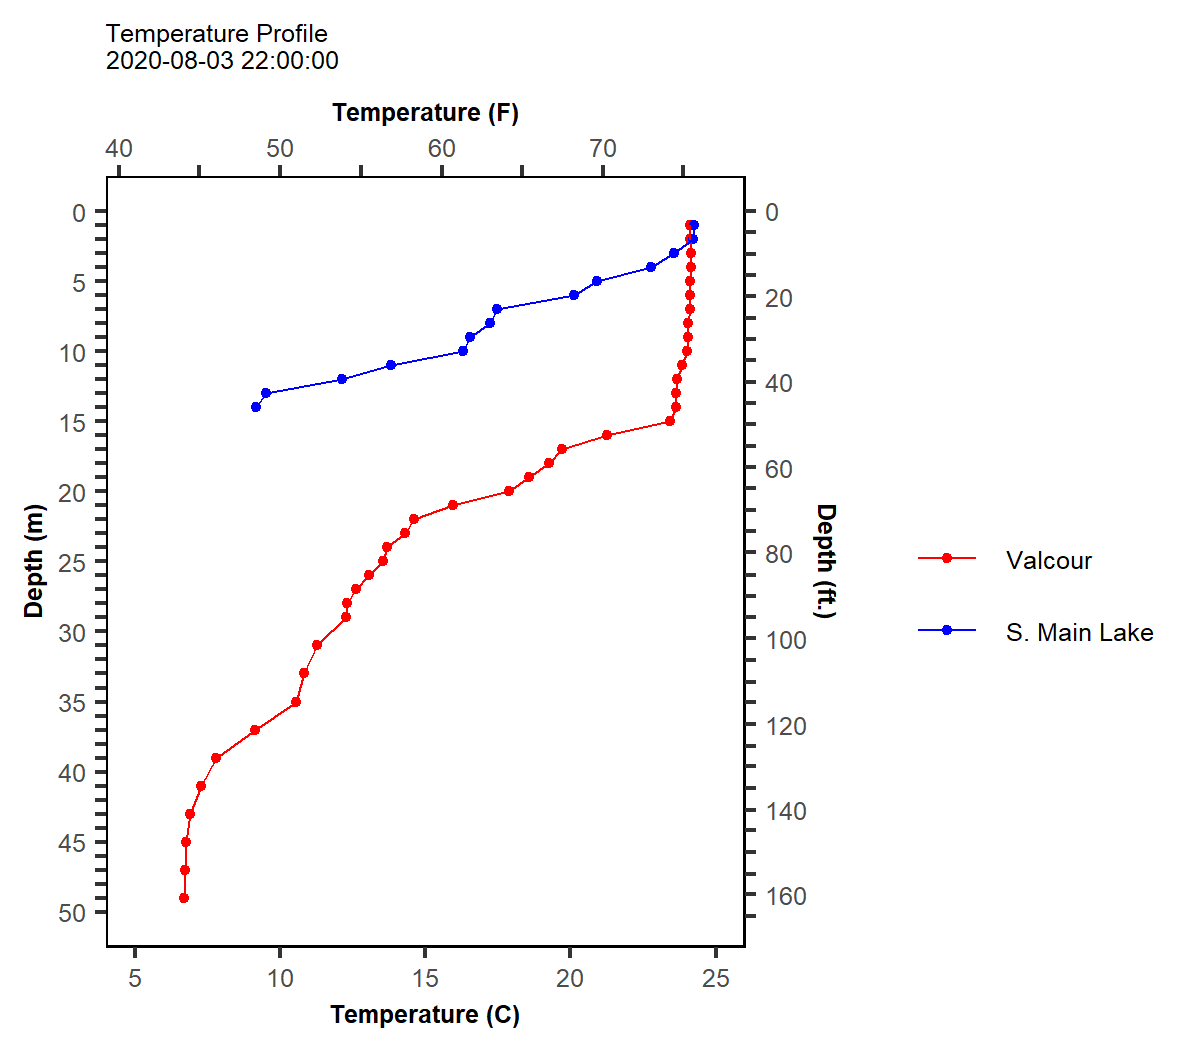 Temperature Profile
2020-08-03 22:00:00
Temperature (F)
40 50 60 70
0 0
5
20
10
40
15
60
20
Depth (m)
Depth (ft.)
25
80
Valcour
30
100
S. Main Lake
35
120
40
140
45
160
50
5 10 15 20 25
Temperature (C)